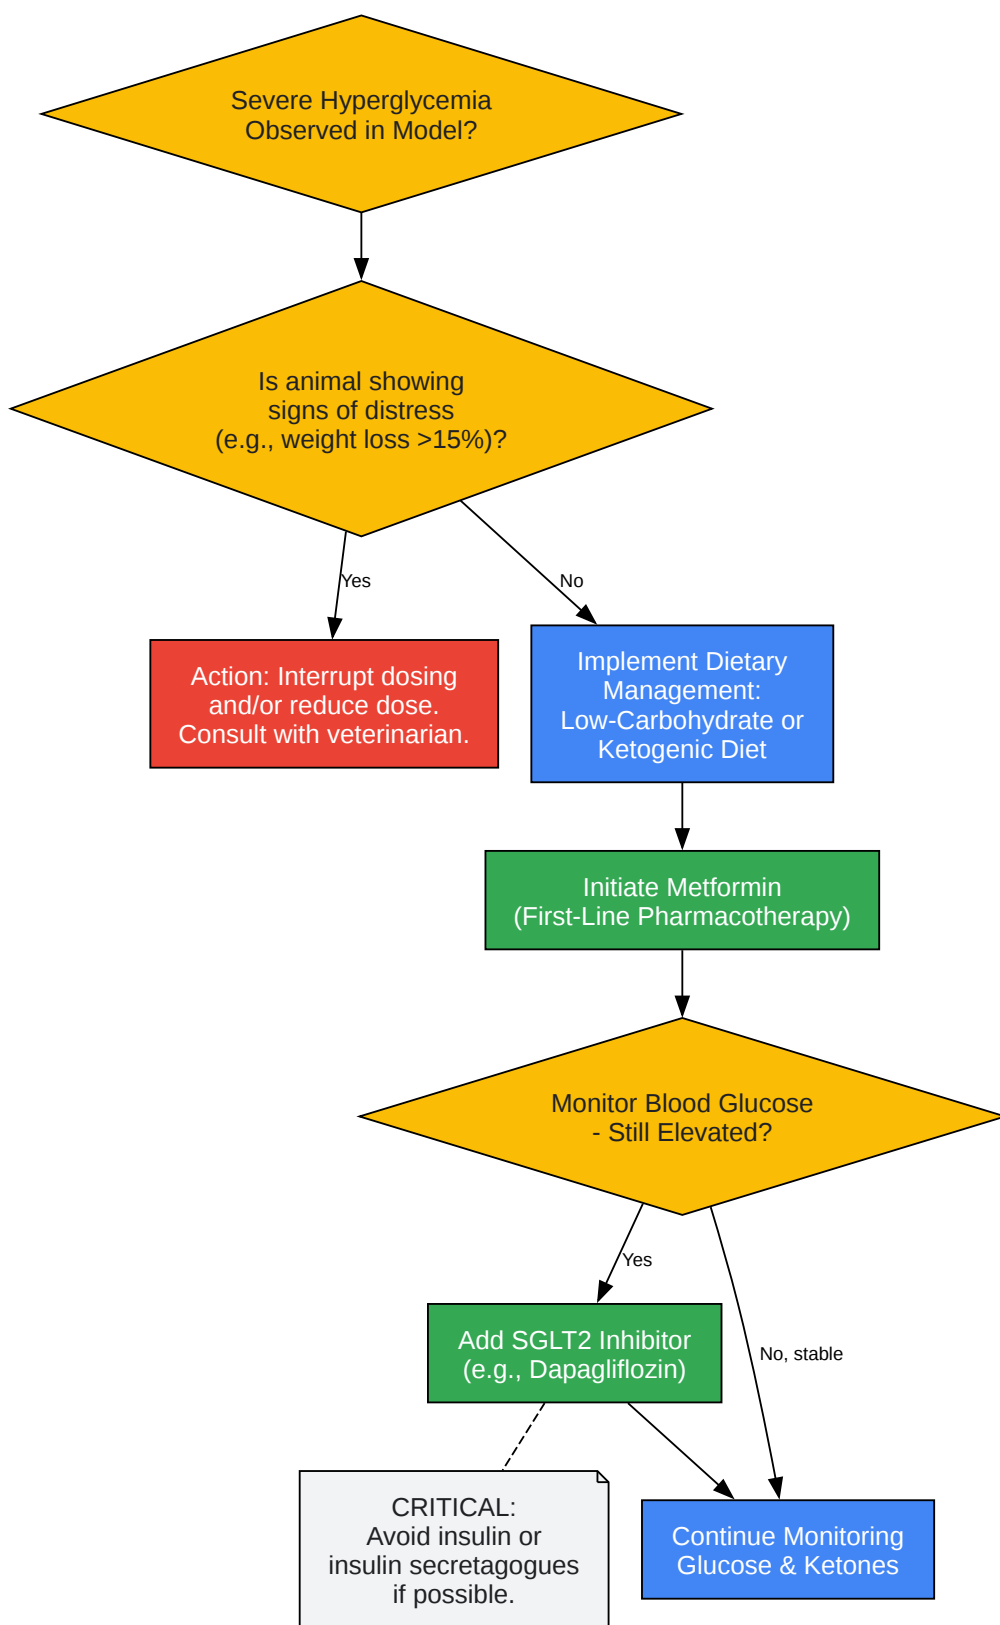 Severe Hyperglycemia
Observed in Model?
Is animal showing
signs of distress
(e.g., weight loss >15%)?
Yes
No
Action: Interrupt dosing
and/or reduce dose.
Consult with veterinarian.
Implement Dietary
Management:
Low-Carbohydrate or
Ketogenic Diet
Initiate Metformin
(First-Line Pharmacotherapy)
Monitor Blood Glucose
- Still Elevated?
Yes
No, stable
Add SGLT2 Inhibitor
(e.g., Dapagliflozin)
CRITICAL:
Avoid insulin or
insulin secretagogues
if possible.
Continue Monitoring
Glucose & Ketones